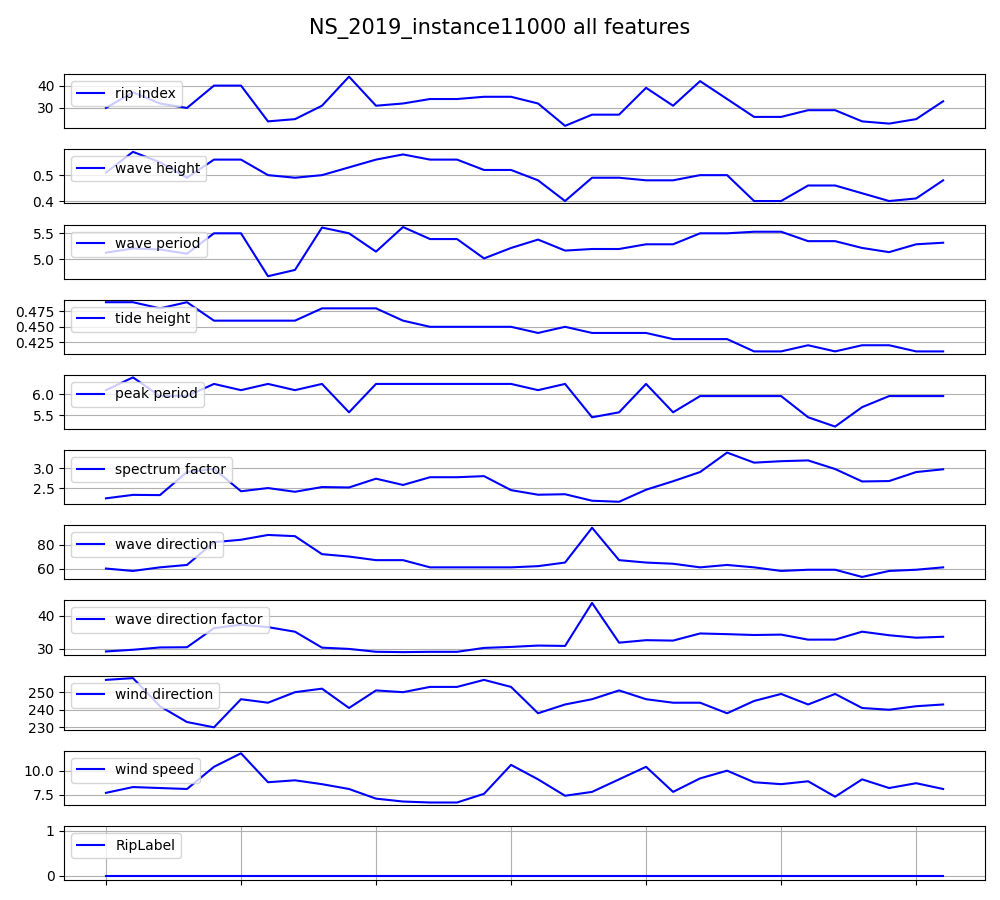 NS_2019_instance11000 all features
40
30
rip index
0.5
0.4
wave height
5.5
5.0
wave period
0.475
0.450
0.425
tide height
6.0
5.5
peak period
3.0
2.5
spectrum factor
80
60
wave direction
40
30
wave direction factor
250
240
230
wind direction
10.0
7.5
wind speed
1
0
RipLabel